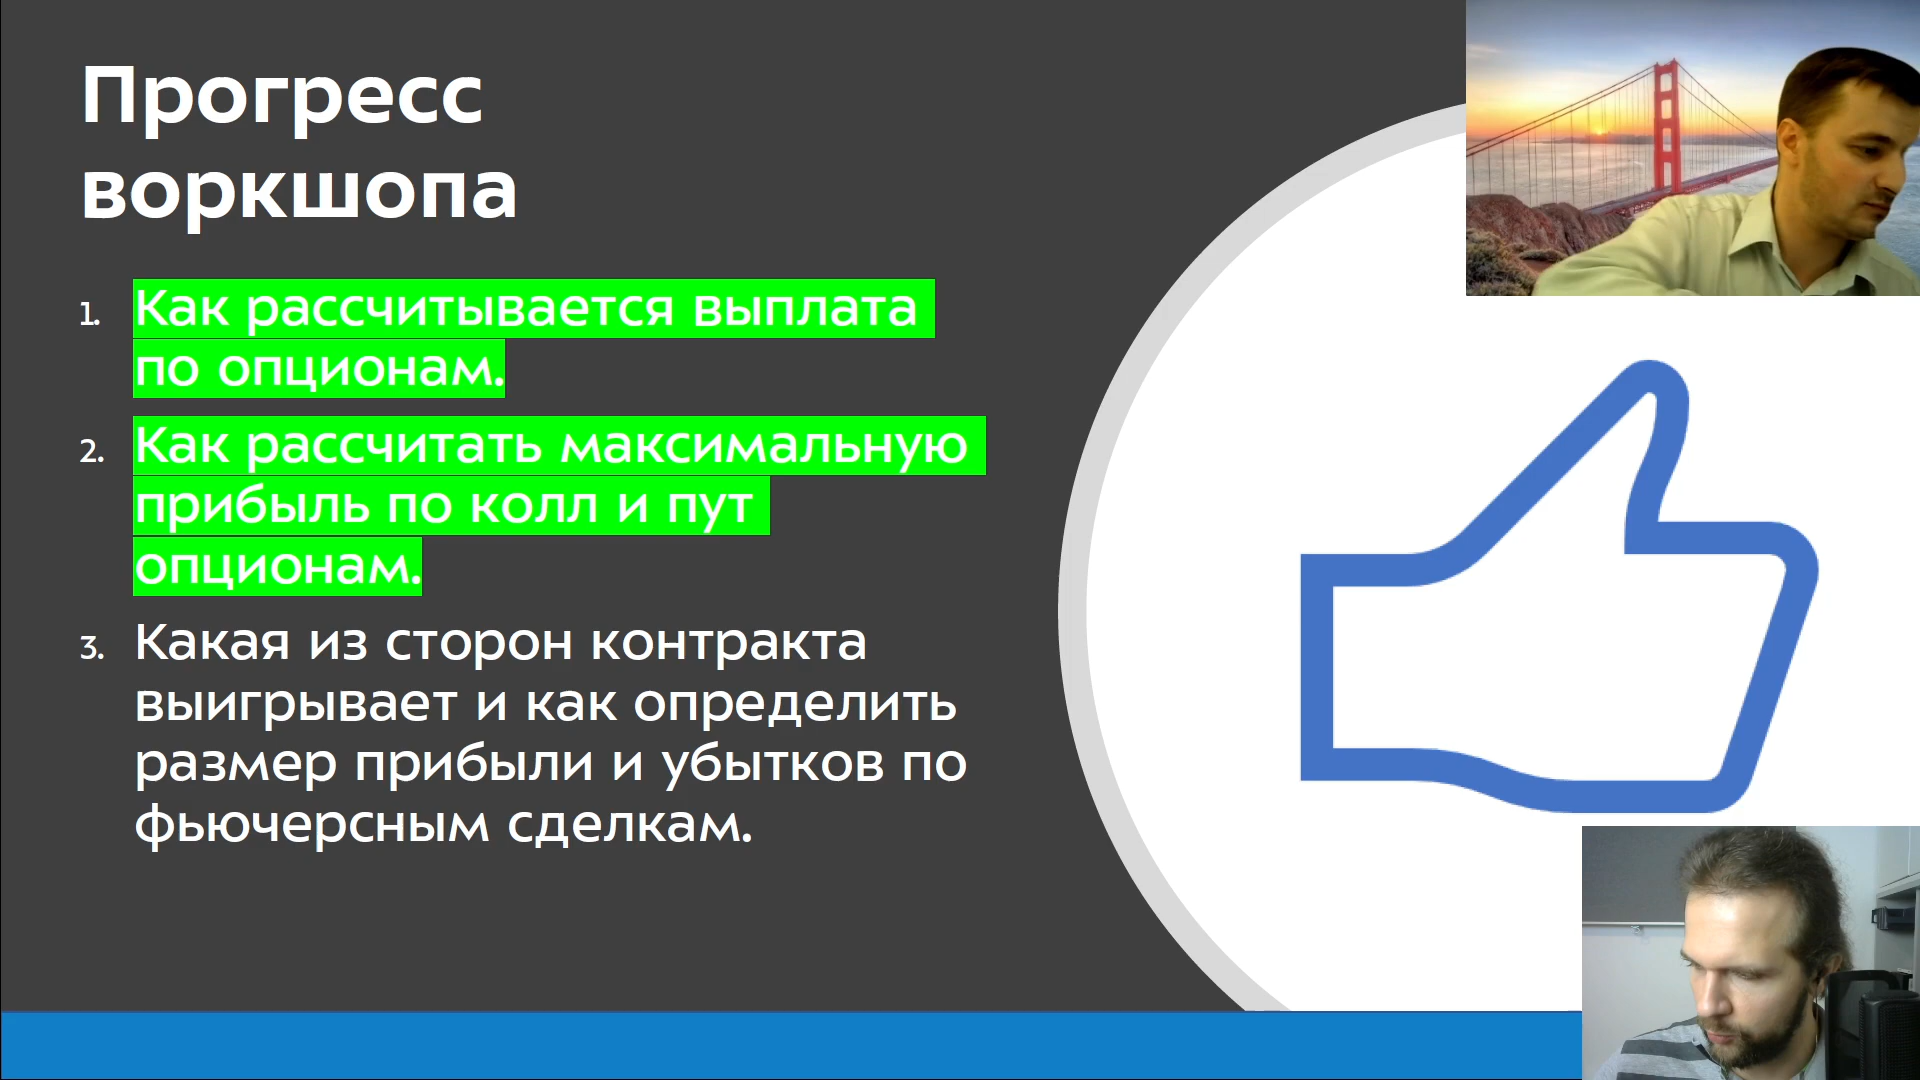 Прогресс
воркшопа
1. Как рассчитывается выплата
по опционам.
2. Как рассчитать максимальную
прибыль по колл и пут
опционам.
3. Какая из сторон контракта
выигрывает и как определить
размер прибыли и убытков по
фьючерсным сделкам.